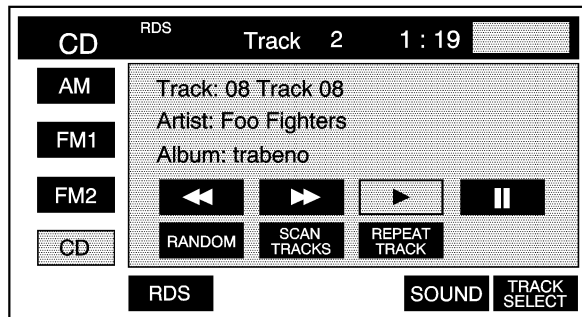 CD RDS Track 2 1 : 19
AM
Track: 08 Track 08
Artist: Foo Fighters
FM1
Album: trabeno
FM2
RANDOM
SCAN
TRACKS
REPEAT
TRACK
CD
RDS
SOUND
TRACK
SELECT